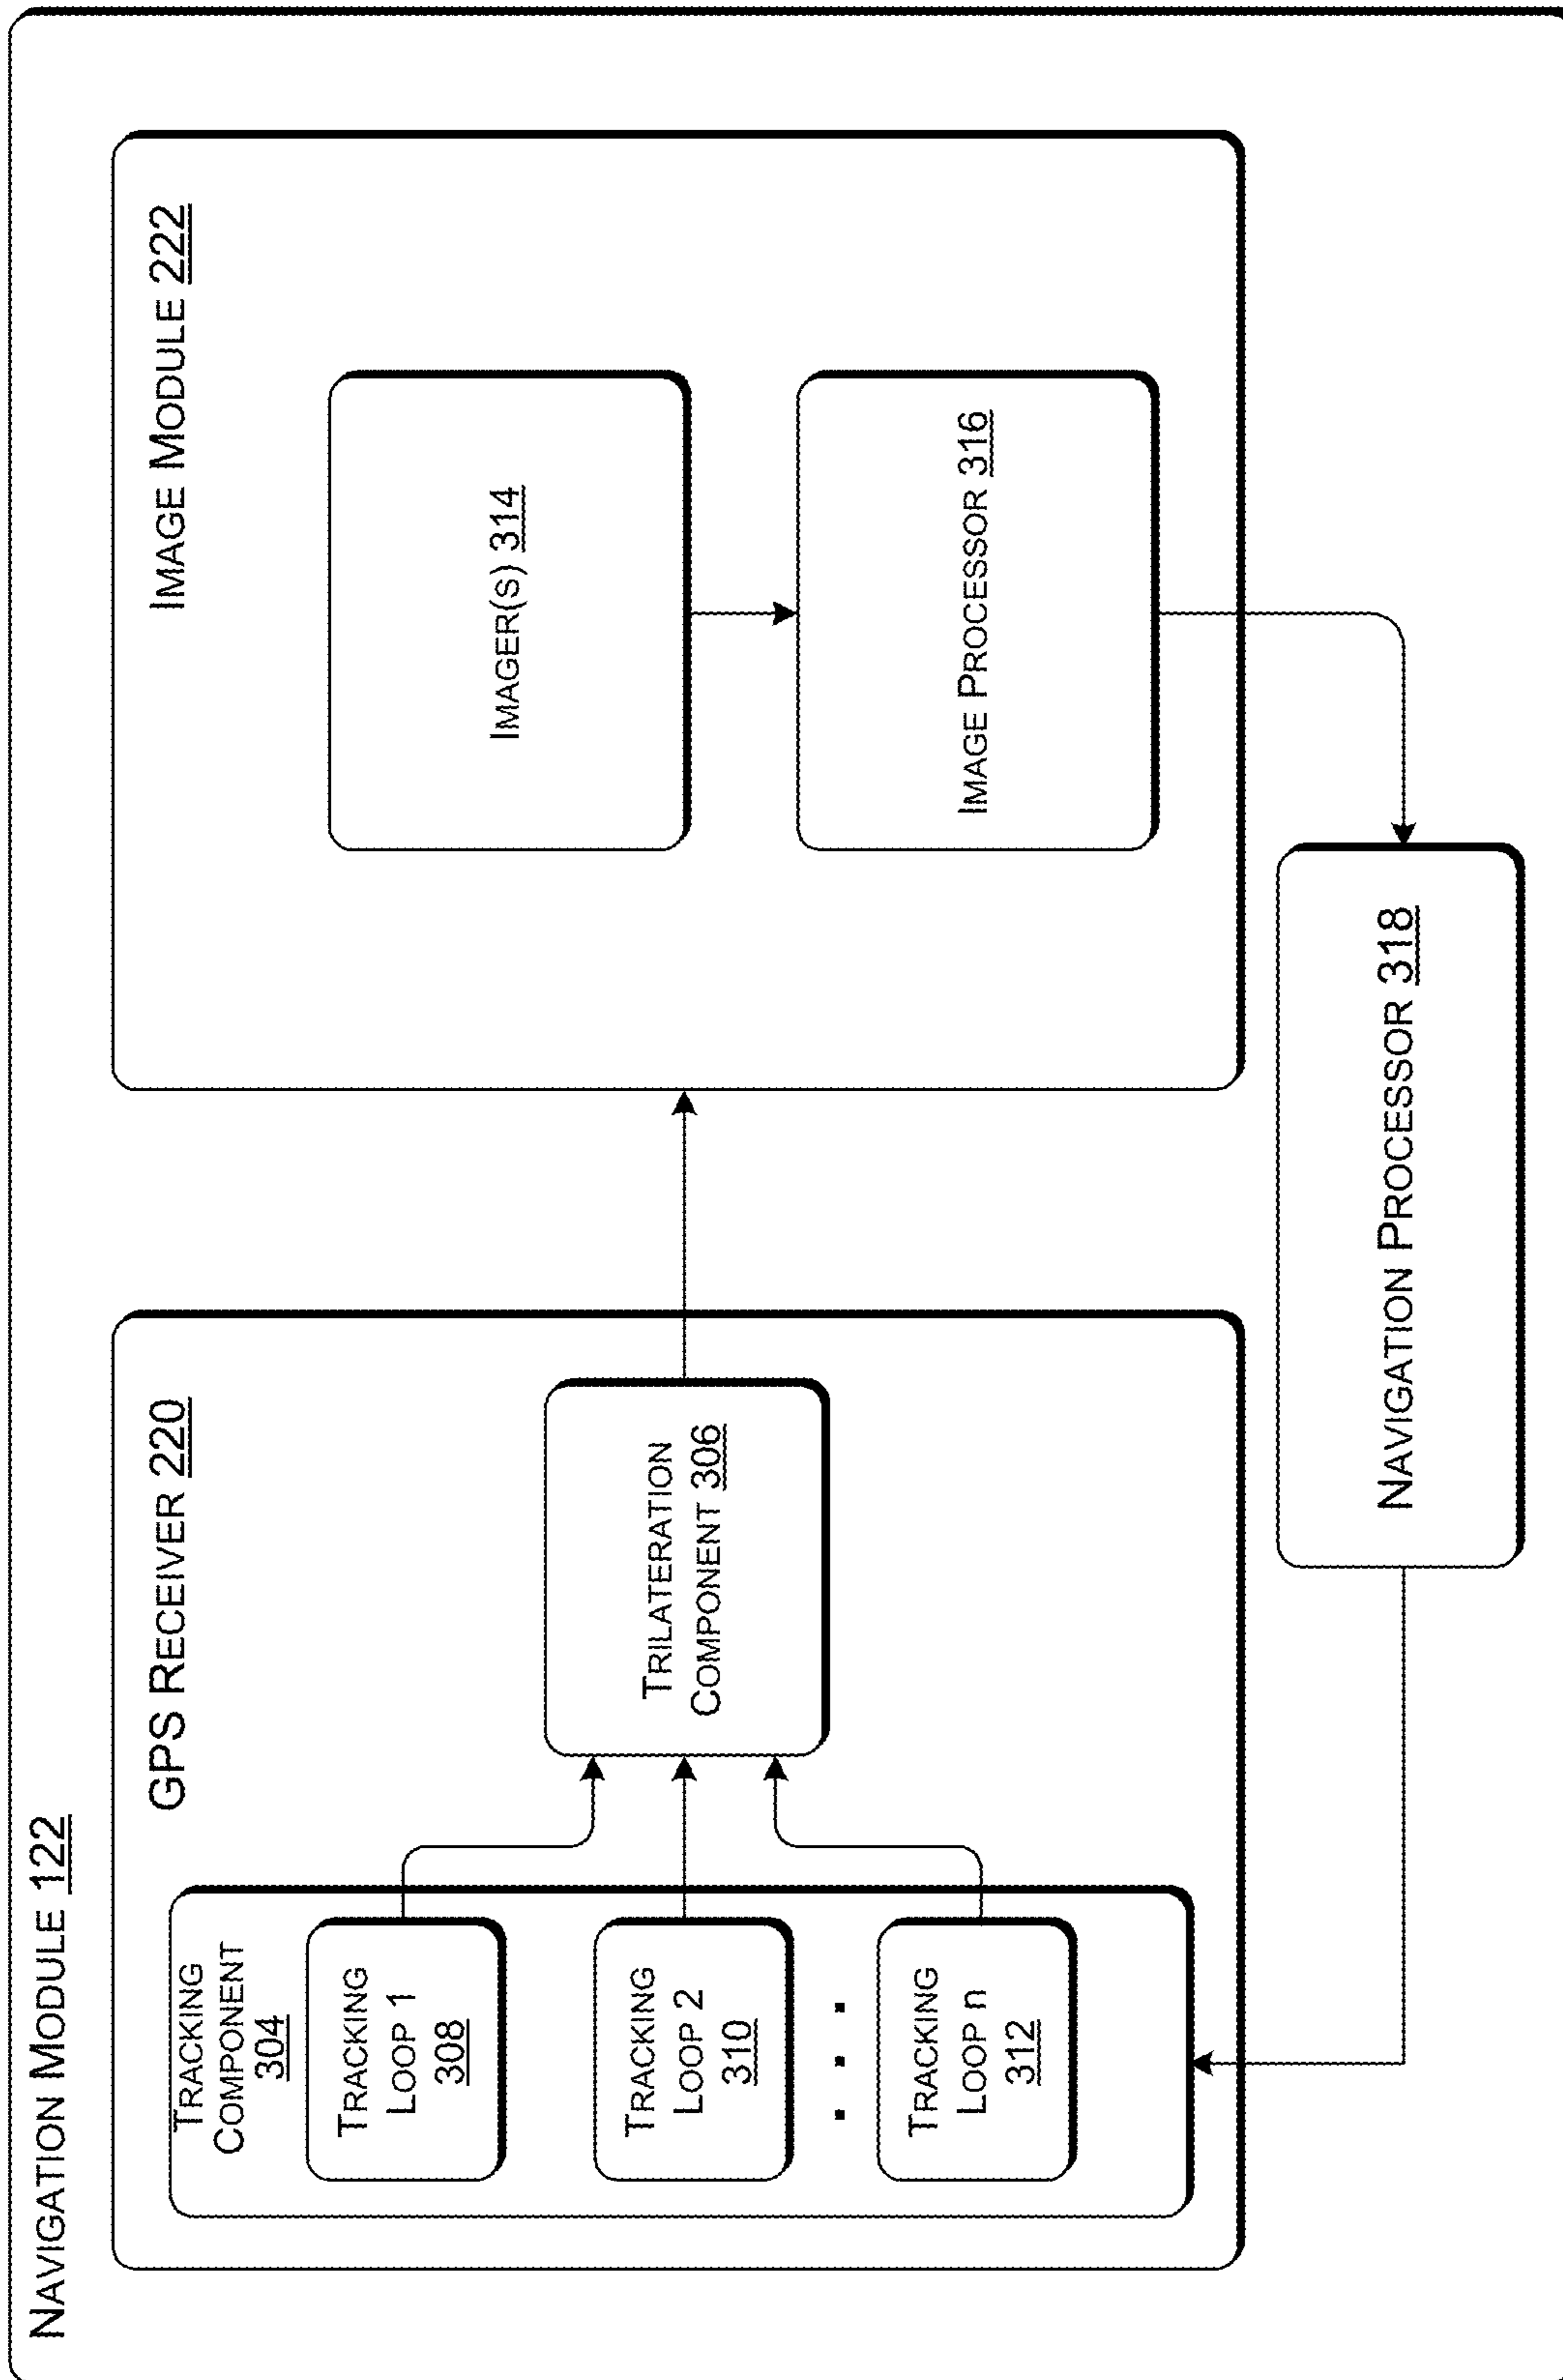 NAVIGATION MODULE 122
GPS RECEIVER 220
TRACKING
COMPONENT
304
TRACKING
LOOP 1
308
TRACKING
LOOP 2
310
. . .
TRACKING
LOOP n
312
TRILATERATION
COMPONENT 306
IMAGE MODULE 222
IMAGER(S) 314
IMAGE PROCESSOR 316
NAVIGATION PROCESSOR 318